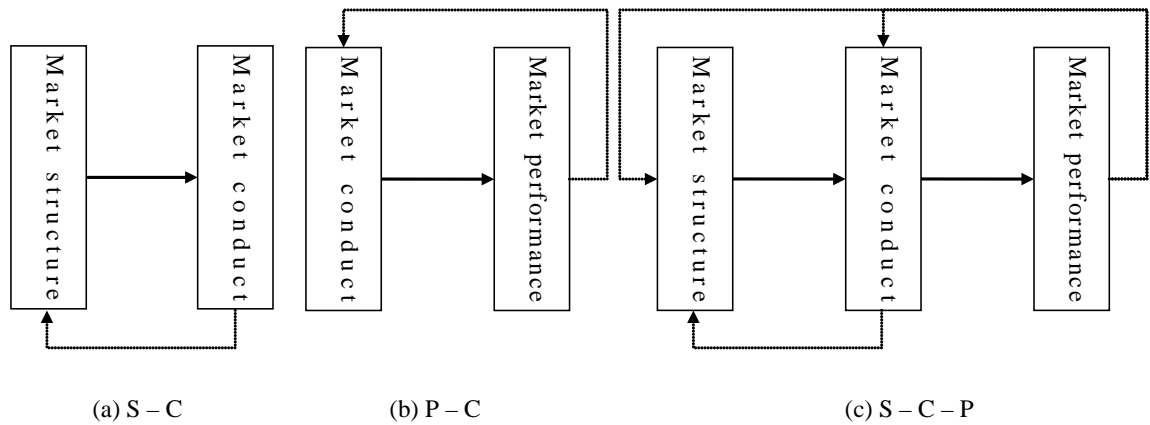 Market structure
Market conduct
Market conduct
Market performance
Market structure
Market conduct
Market performance
(a) S – C
(b) P – C
(c) S – C – P